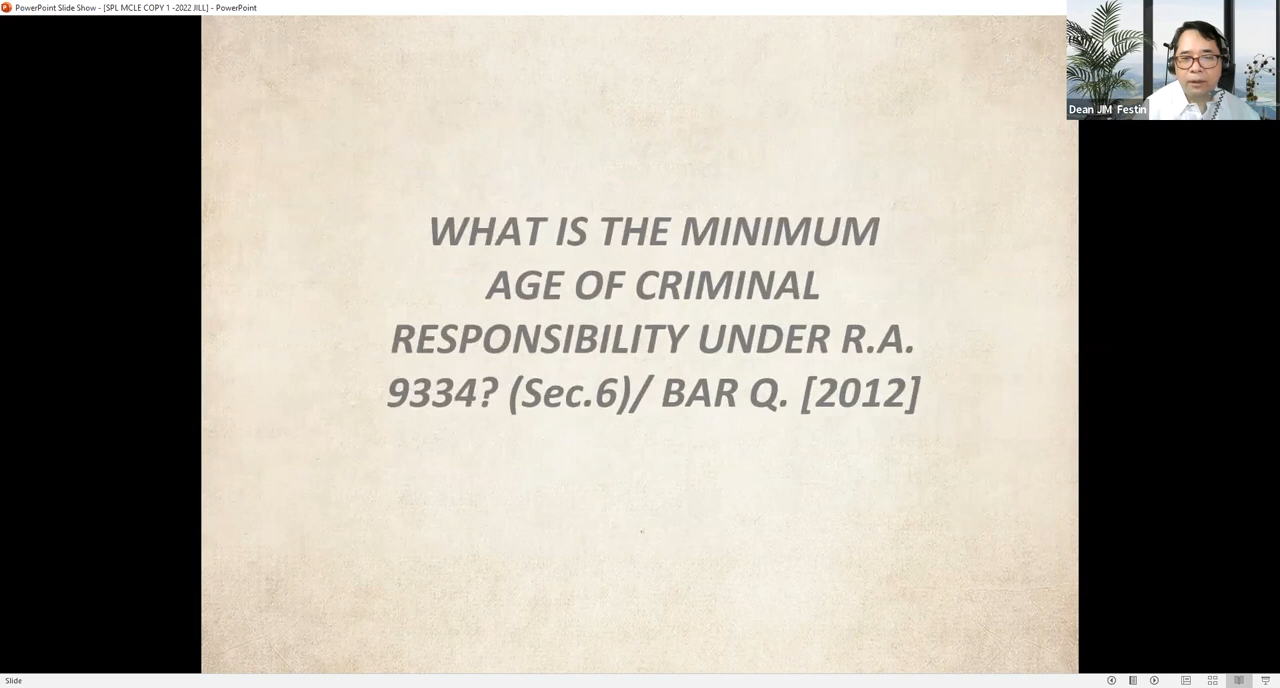 PowerPoint Slide Show - [SPL MCLE COPY 1 -2022 JILL] - PowerPoint
Dean JIM Festin
WHAT IS THE MINIMUM
AGE OF CRIMINAL
RESPONSIBILITY UNDER R.A.
9334? (Sec.6)/ BAR Q. [2012]
Slide